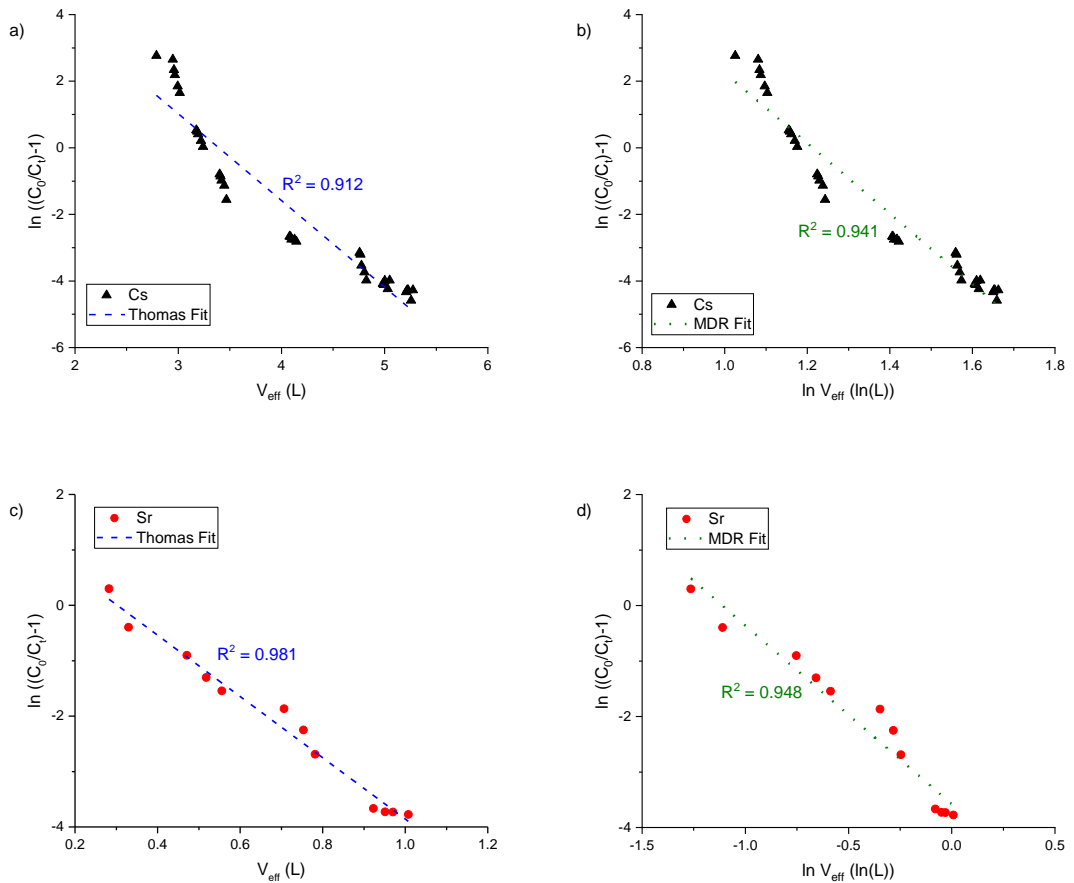 a)
ln ((C₀/Cₜ)-1)
4
2
0
-2
-4
-6
R² = 0.912
Cs
Thomas Fit
2
3
4
5
6
V_eff (L)
b)
ln ((C₀/Cₜ)-1)
4
2
0
-2
-4
-6
R² = 0.941
Cs
MDR Fit
0.8
1.0
1.2
1.4
1.6
1.8
ln V_eff (ln(L))
c)
ln ((C₀/Cₜ)-1)
2
0
-2
-4
Sr
Thomas Fit
R² = 0.981
0.2
0.4
0.6
0.8
1.0
1.2
V_eff (L)
d)
ln ((C₀/Cₜ)-1)
2
0
-2
-4
Sr
MDR Fit
R² = 0.948
-1.5
-1.0
-0.5
0.0
0.5
ln V_eff (ln(L))